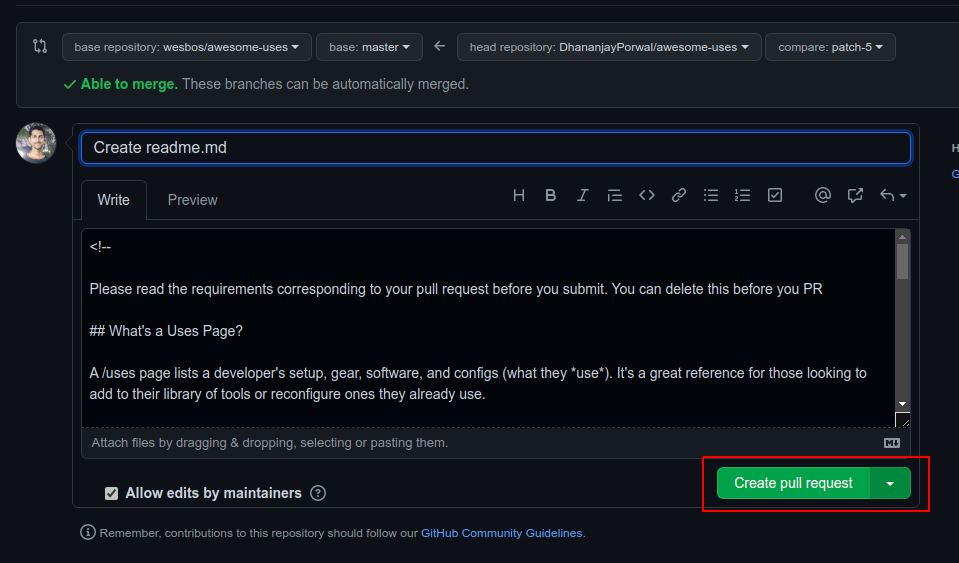 base repository: wesbos/awesome-uses base: master head repository: DhananjayPorwal/awesome-uses compare: patch-5
Able to merge. These branches can be automatically merged.
Create readme.md
Write Preview
<!--
Please read the requirements corresponding to your pull request before you submit. You can delete this before you PR
## What's a Uses Page?
A /uses page lists a developer's setup, gear, software, and configs (what they *use*). It's a great reference for those looking to
add to their library of tools or reconfigure ones they already use.
Attach files by dragging & dropping, selecting or pasting them.
Allow edits by maintainers
Create pull request
Remember, contributions to this repository should follow our GitHub Community Guidelines.